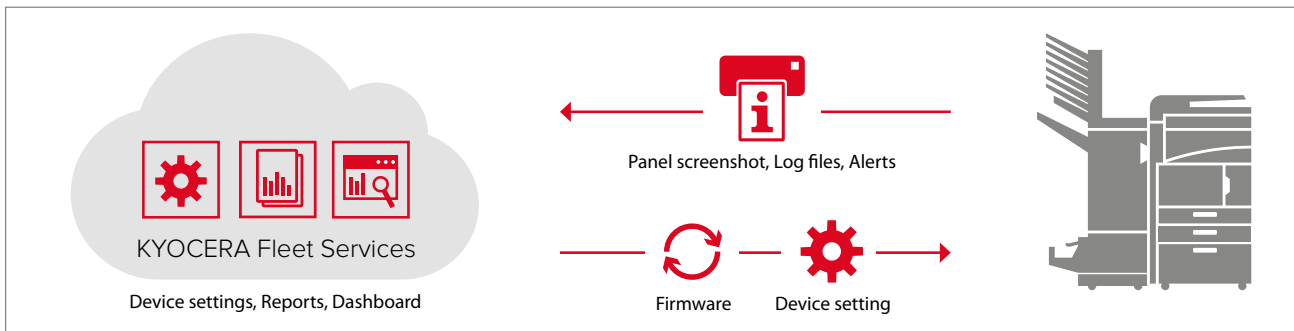 KYOCERA Fleet Services
Device settings, Reports, Dashboard
Panel screenshot, Log files, Alerts
Firmware
Device setting